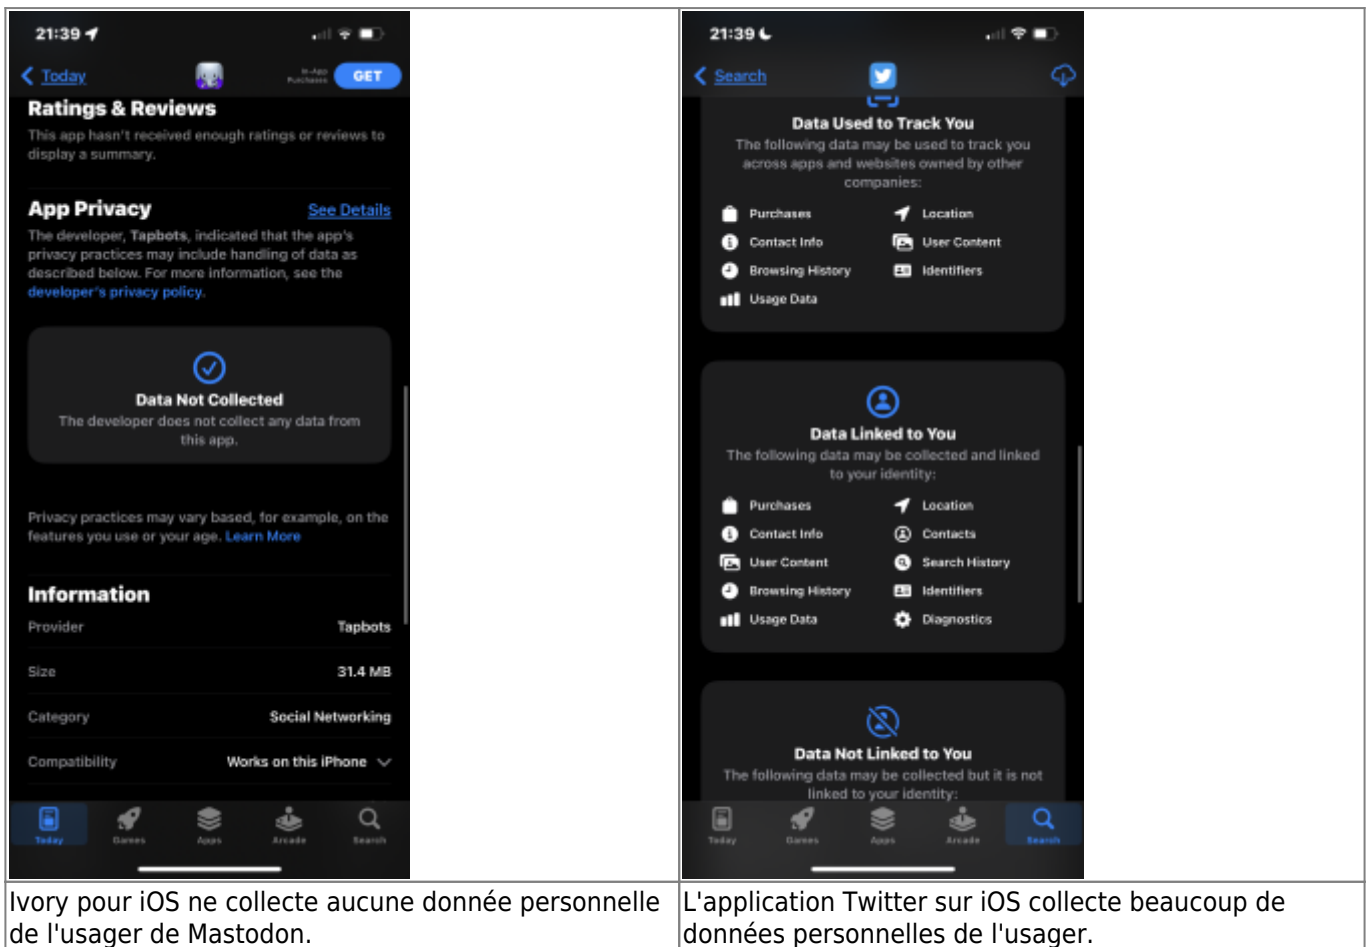 21:39
Today
In-App
Purchases
GET
Ratings & Reviews
This app hasn't received enough ratings or reviews to
display a summary.
App Privacy
See Details
The developer, Tapbots, indicated that the app's
privacy practices may include handling of data as
described below. For more information, see the
developer's privacy policy.
Data Not Collected
The developer does not collect any data from
this app.
Privacy practices may vary based, for example, on the
features you use or your age. Learn More
Information
Provider
Tapbots
Size
31.4 MB
Category
Social Networking
Compatibility
Works on this iPhone
Today
Games
Apps
Arcade
Search
Ivory pour iOS ne collecte aucune donnée personnelle
de l'usager de Mastodon.
21:39
Search
Data Used to Track You
The following data may be used to track you
across apps and websites owned by other
companies:
Purchases
Location
Contact Info
User Content
Browsing History
Identifiers
Usage Data
Data Linked to You
The following data may be collected and linked
to your identity:
Purchases
Location
Contact Info
Contacts
User Content
Search History
Browsing History
Identifiers
Usage Data
Diagnostics
Data Not Linked to You
The following data may be collected but it is not
linked to your identity:
Today
Games
Apps
Arcade
Search
L'application Twitter sur iOS collecte beaucoup de
données personnelles de l'usager.